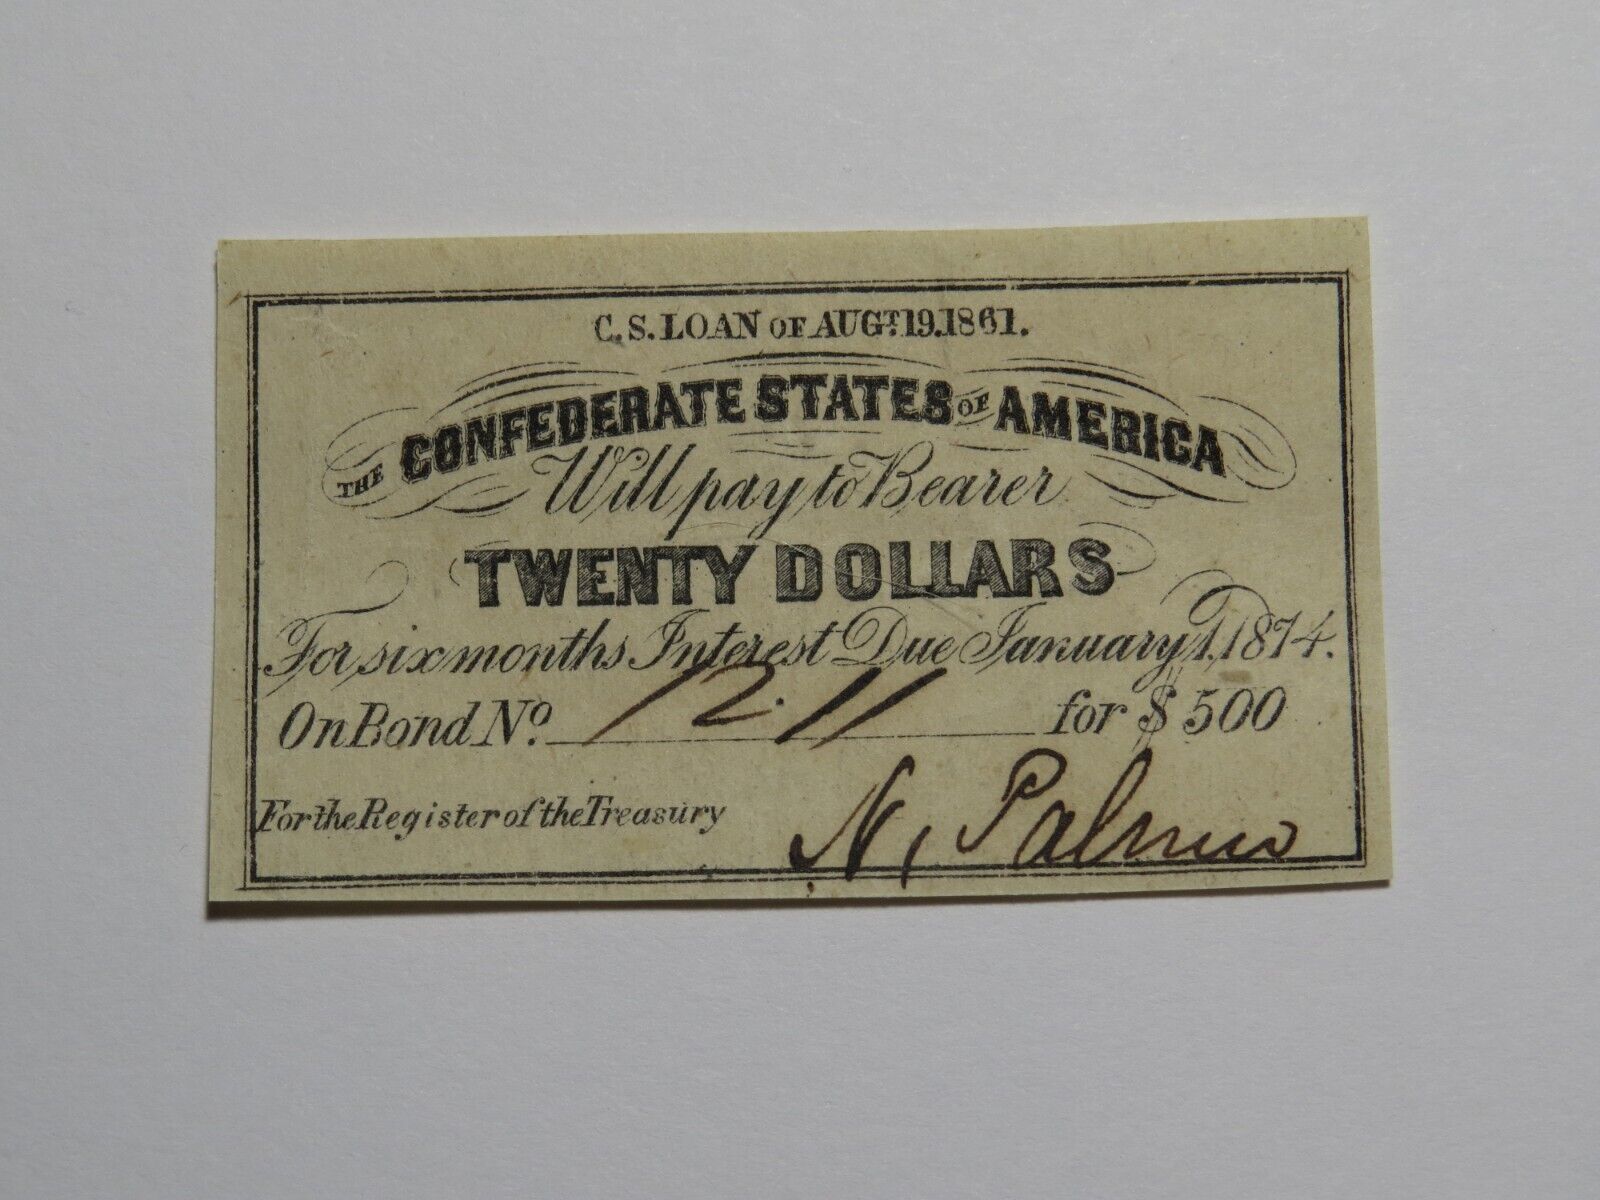 C.S. LOAN OF AUGT. 19. 1861.
THE CONFEDERATE STATES OF AMERICA
Will pay to Bearer
TWENTY DOLLARS
For six months Interest Due January 1, 1874.
On Bond No. 1211 for $500
For the Register of the Treasury N. Palmer